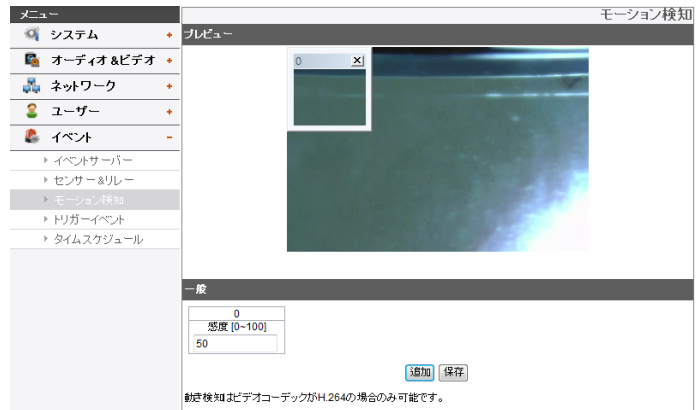 メニュー
システム +
オーディオ&ビデオ +
ネットワーク +
ユーザー +
イベント -
イベントサーバー
センサー&リレー
モーション検知
トリガーイベント
タイムスケジュール
モーション検知
プレビュー
0 x
一般
0
感度 [0~100]
50
追加 保存
動き検知はビデオコーデックがH.264の場合のみ可能です。